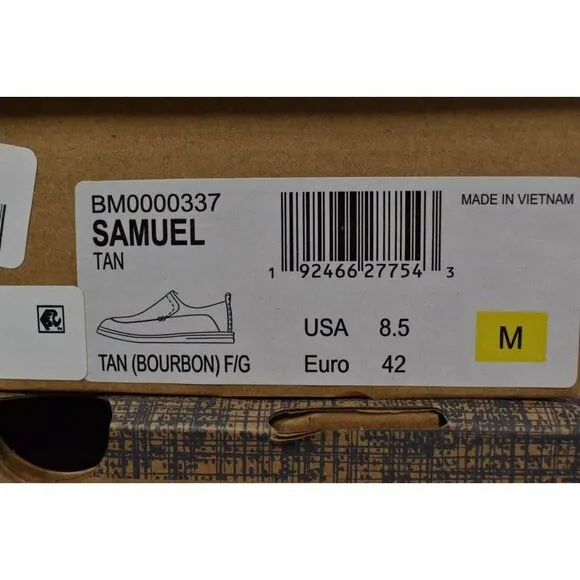 BM0000337
SAMUEL
TAN
TAN (BOURBON) F/G
1 92466 27754 3
USA 8.5
Euro 42
MADE IN VIETNAM
M